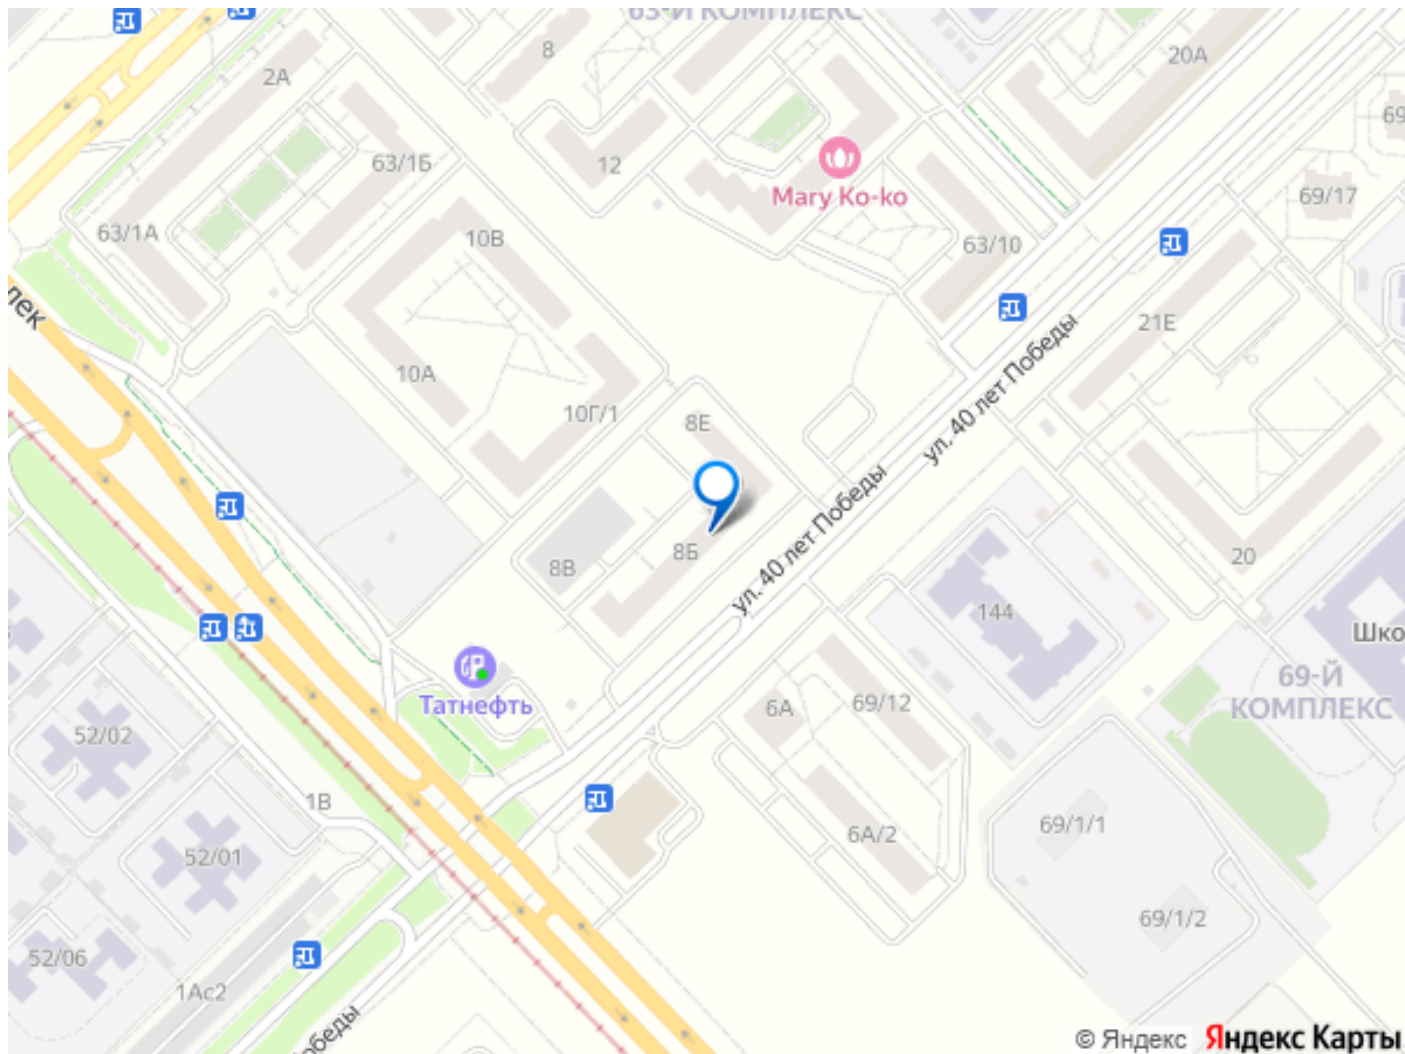 63-Й КОМПЛЕКС
8
20А
2А
69
12
63/1Б
Mary Ko-ko
69/17
63/1А
10В
63/10
лек
21Е
ул. 40 лет Победы
10А
10Г/1
8Е
ул. 40 лет Победы
8Б
8В
20
144
Шко
69-Й
КОМПЛЕКС
Татнефть
6А
69/12
52/02
1В
69/1/1
6А/2
52/01
69/1/2
52/06
1Ас2
обеды
© Яндекс Яндекс Карты